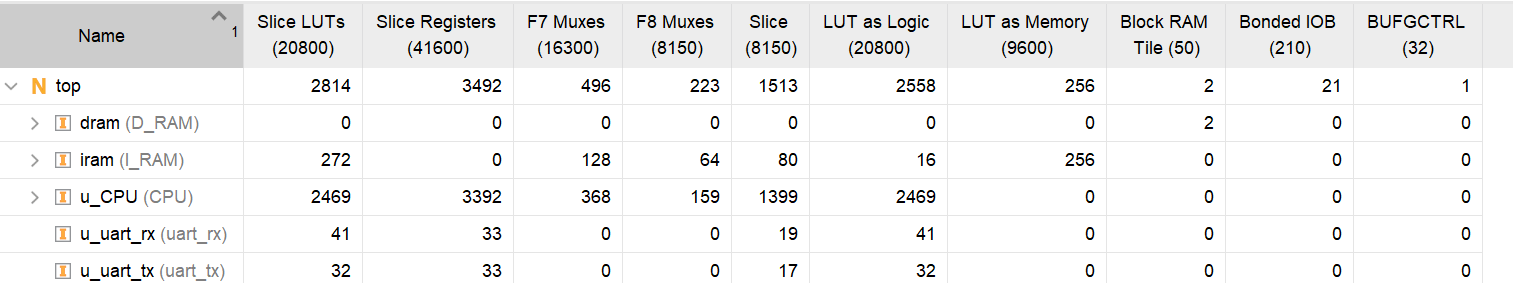 Name 1 Slice LUTs (20800) Slice Registers (41600) F7 Muxes (16300) F8 Muxes (8150) Slice (8150) LUT as Logic (20800) LUT as Memory (9600) Block RAM Tile (50) Bonded IOB (210) BUFGCTRL (32)
N top 2814 3492 496 223 1513 2558 256 2 21 1
I dram (D_RAM) 0 0 0 0 0 0 0 2 0 0
I iram (I_RAM) 272 0 128 64 80 16 256 0 0 0
I u_CPU (CPU) 2469 3392 368 159 1399 2469 0 0 0 0
I u_uart_rx (uart_rx) 41 33 0 0 19 41 0 0 0 0
I u_uart_tx (uart_tx) 32 33 0 0 17 32 0 0 0 0